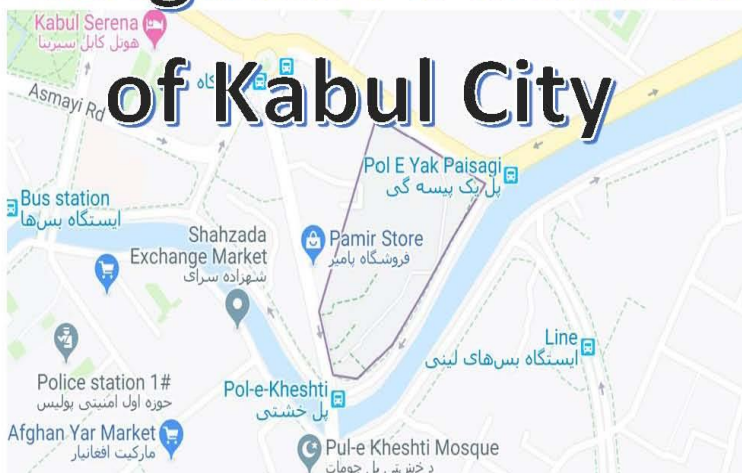 Kabul Serena
هوتل کابل سرینا
of Kabul City
Asmayi Rd
Pol E Yak Paisagi
پل یک پیسه گی
Bus station
ایستگاه بس‌ها
Shahzada
Exchange Market
شهزاده سرای
Pamir Store
فروشگاه پامیر
Line
ایستگاه بس‌های لینی
Police station 1#
حوزه اول امنیتی پولیس
Pol-e-Kheshti
پل خشتی
Afghan Yar Market
مارکیت افغانیار
Pul-e Kheshti Mosque